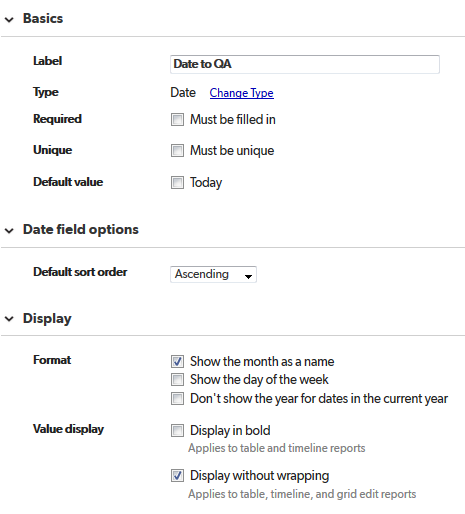 Basics
Label Date to QA
Type Date Change Type
Required Must be filled in
Unique Must be unique
Default value Today
Date field options
Default sort order Ascending
Display
Format Show the month as a name
Show the day of the week
Don't show the year for dates in the current year
Value display Display in bold
Applies to table and timeline reports
Display without wrapping
Applies to table, timeline, and grid edit reports